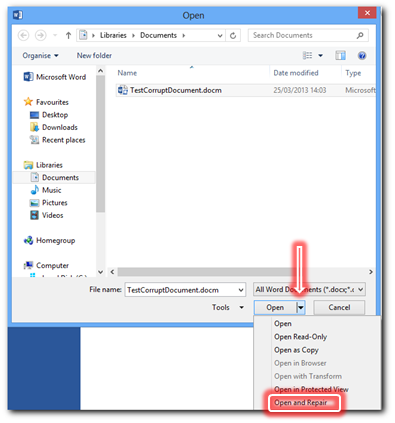 Open
Libraries ▸ Documents ▸
Search Documents
Organise ▾
New folder
Name
Date modified
Type
Microsoft Word
TestCorruptDocument.docm
25/03/2013 14:03
Microsoft
Favourites
Desktop
Downloads
Recent places
Libraries
Documents
Music
Pictures
Videos
Homegroup
Computer
File name:
TestCorruptDocument.docm
All Word Documents (*.docx;*.c
Tools
Open
Cancel
Open
Open Read-Only
Open as Copy
Open in Browser
Open with Transform
Open in Protected View
Open and Repair